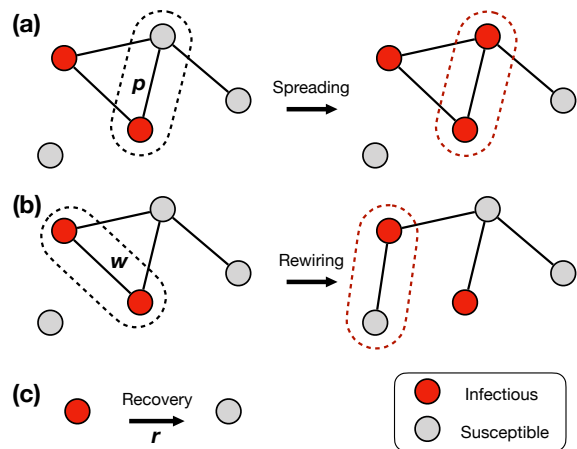 (a)
p
Spreading
(b)
w
Rewiring
(c)
Recovery
r
Infectious
Susceptible